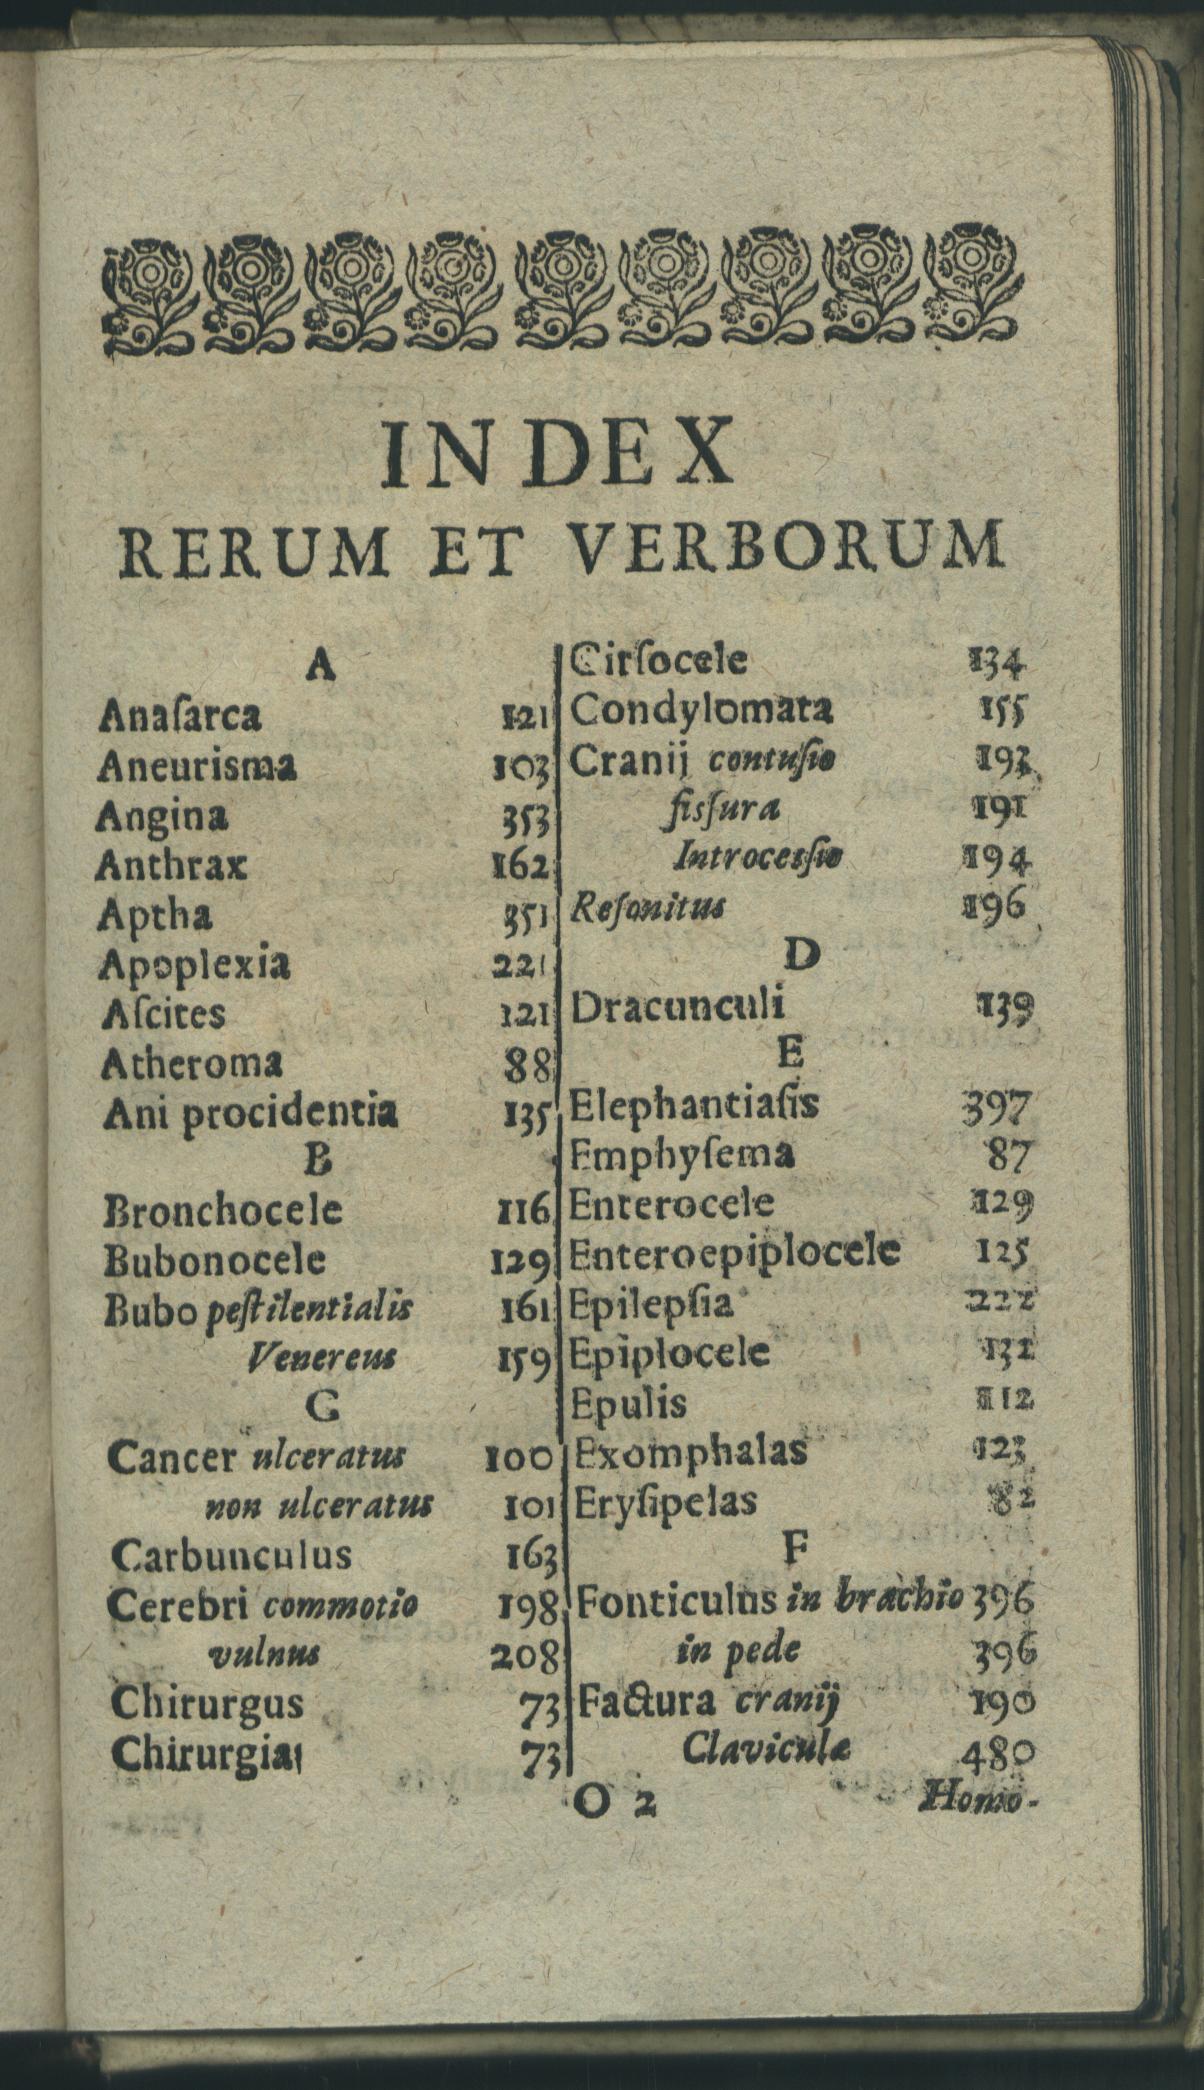 INDEX
RERUM ET VERBORUM
A
Anaſarca 121
Aneurisma 103
Angina 353
Anthrax 162
Aptha 351
Apoplexia 221
Aſcites 121
Atheroma 88
Ani procidentia 135
B
Bronchocele 116
Bubonocele 129
Bubo peſtilentialis 161
Venereus 159
C
Cancer ulceratus 100
non ulceratus 101
Carbunculus 163
Cerebri commotio 198
vulnus 208
Chirurgus 73
Chirurgia 73
Cirſocele 134
Condylomata 155
Cranij contuſio 193
fisſura 191
Introcesſio 194
Reſonitus 196
D
Dracunculi 139
E
Elephantiaſis 397
Emphyſema 87
Enterocele 129
Enteroepiplocele 125
Epilepſia 222
Epiplocele 132
Epulis 112
Exomphalas 123
Eryſipelas 82
F
Fonticulus in brachio 396
in pede 396
Factura cranij 190
Claviculæ 480
O 2 Homo-